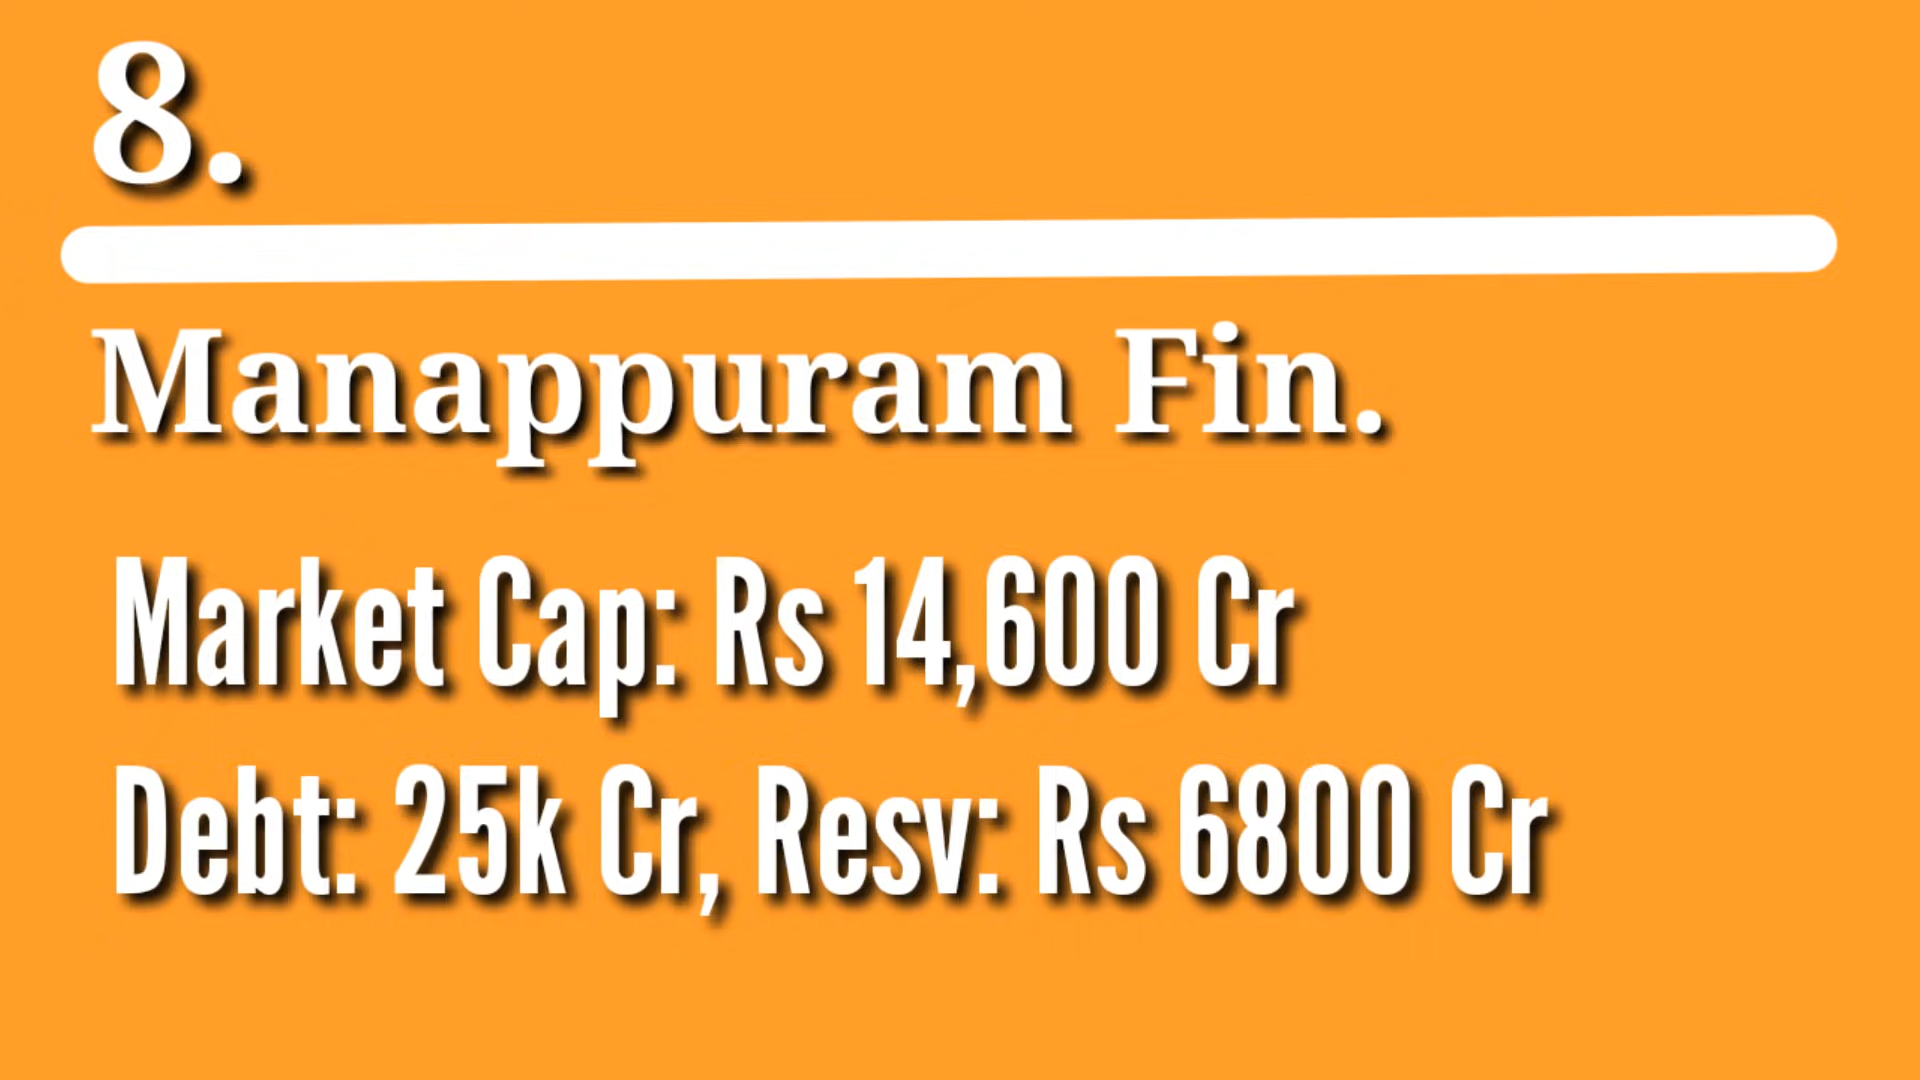 8.
Manappuram Fin.
Market Cap: Rs 14,600 Cr
Debt: 25k Cr, Resv: Rs 6800 Cr